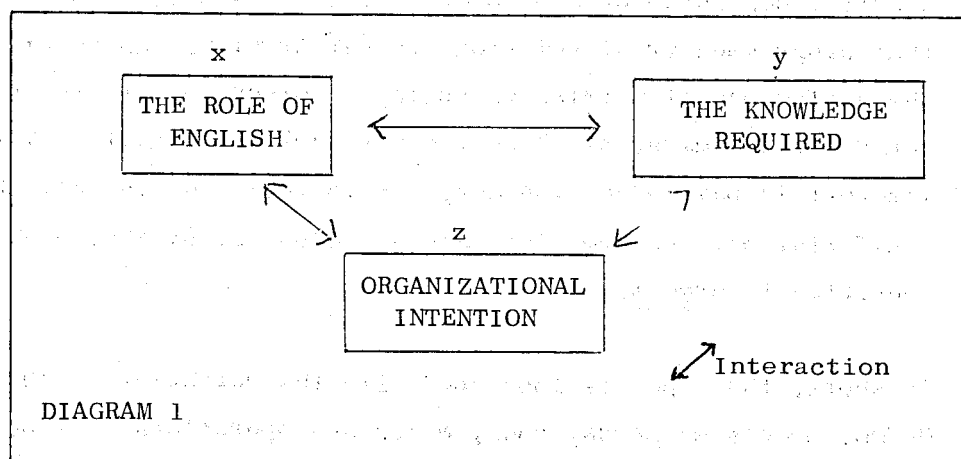 x
y
THE ROLE OF
ENGLISH
THE KNOWLEDGE
REQUIRED
z
ORGANIZATIONAL
INTENTION
Interaction
DIAGRAM 1